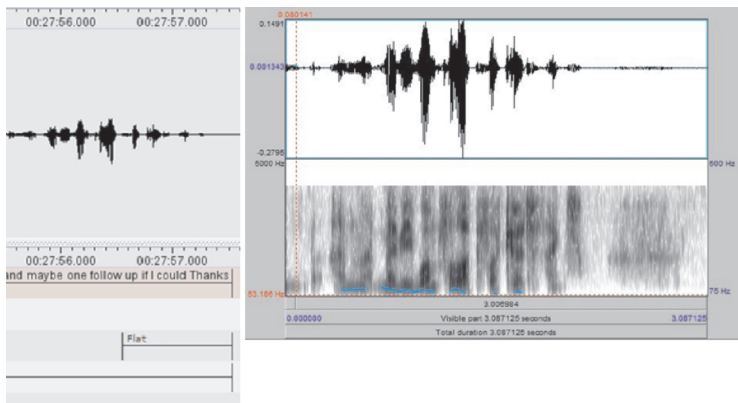 00:27:56.000 00:27:57.000
00:27:56.000 00:27:57.000
and maybe one follow up if I could Thanks
Flat
0.080141
0.1491
0.001343
-0.2795
5000 Hz 500 Hz
53.186 Hz 75 Hz
3.006984
0.000000 Visible part 3.087125 seconds 3.087125
Total duration 3.087125 seconds